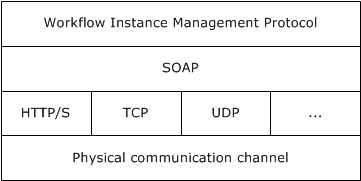 Workflow Instance Management Protocol
SOAP
HTTP/S TCP UDP ...
Physical communication channel